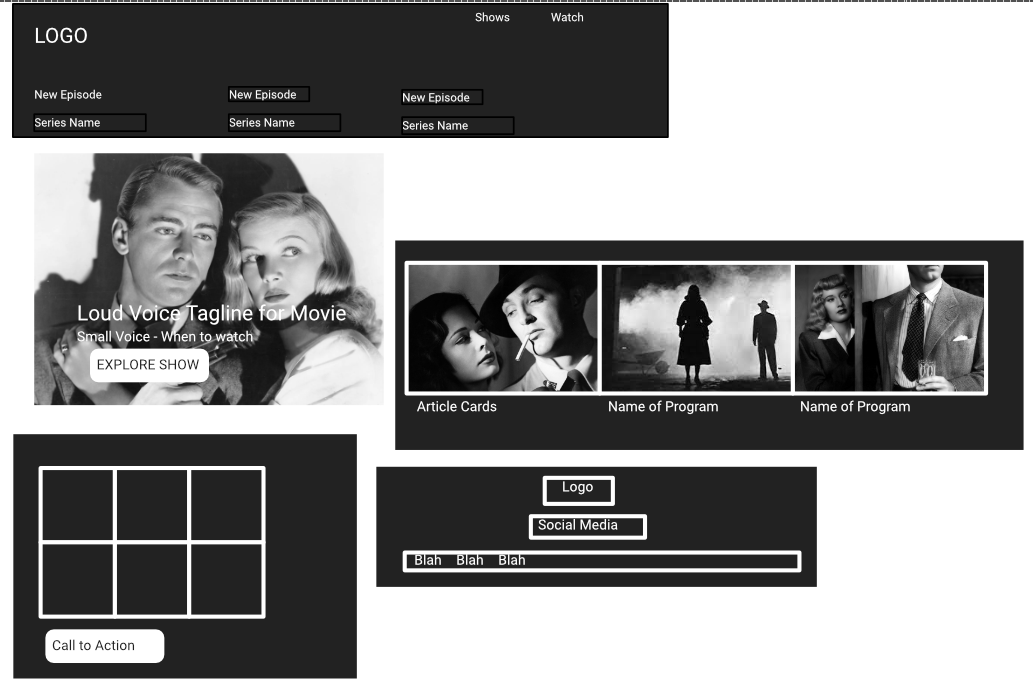 Shows Watch
LOGO
New Episode New Episode New Episode
Series Name Series Name Series Name
Loud Voice Tagline for Movie
Small Voice - When to watch
EXPLORE SHOW
Article Cards Name of Program Name of Program
Logo
Social Media
Blah Blah Blah
Call to Action